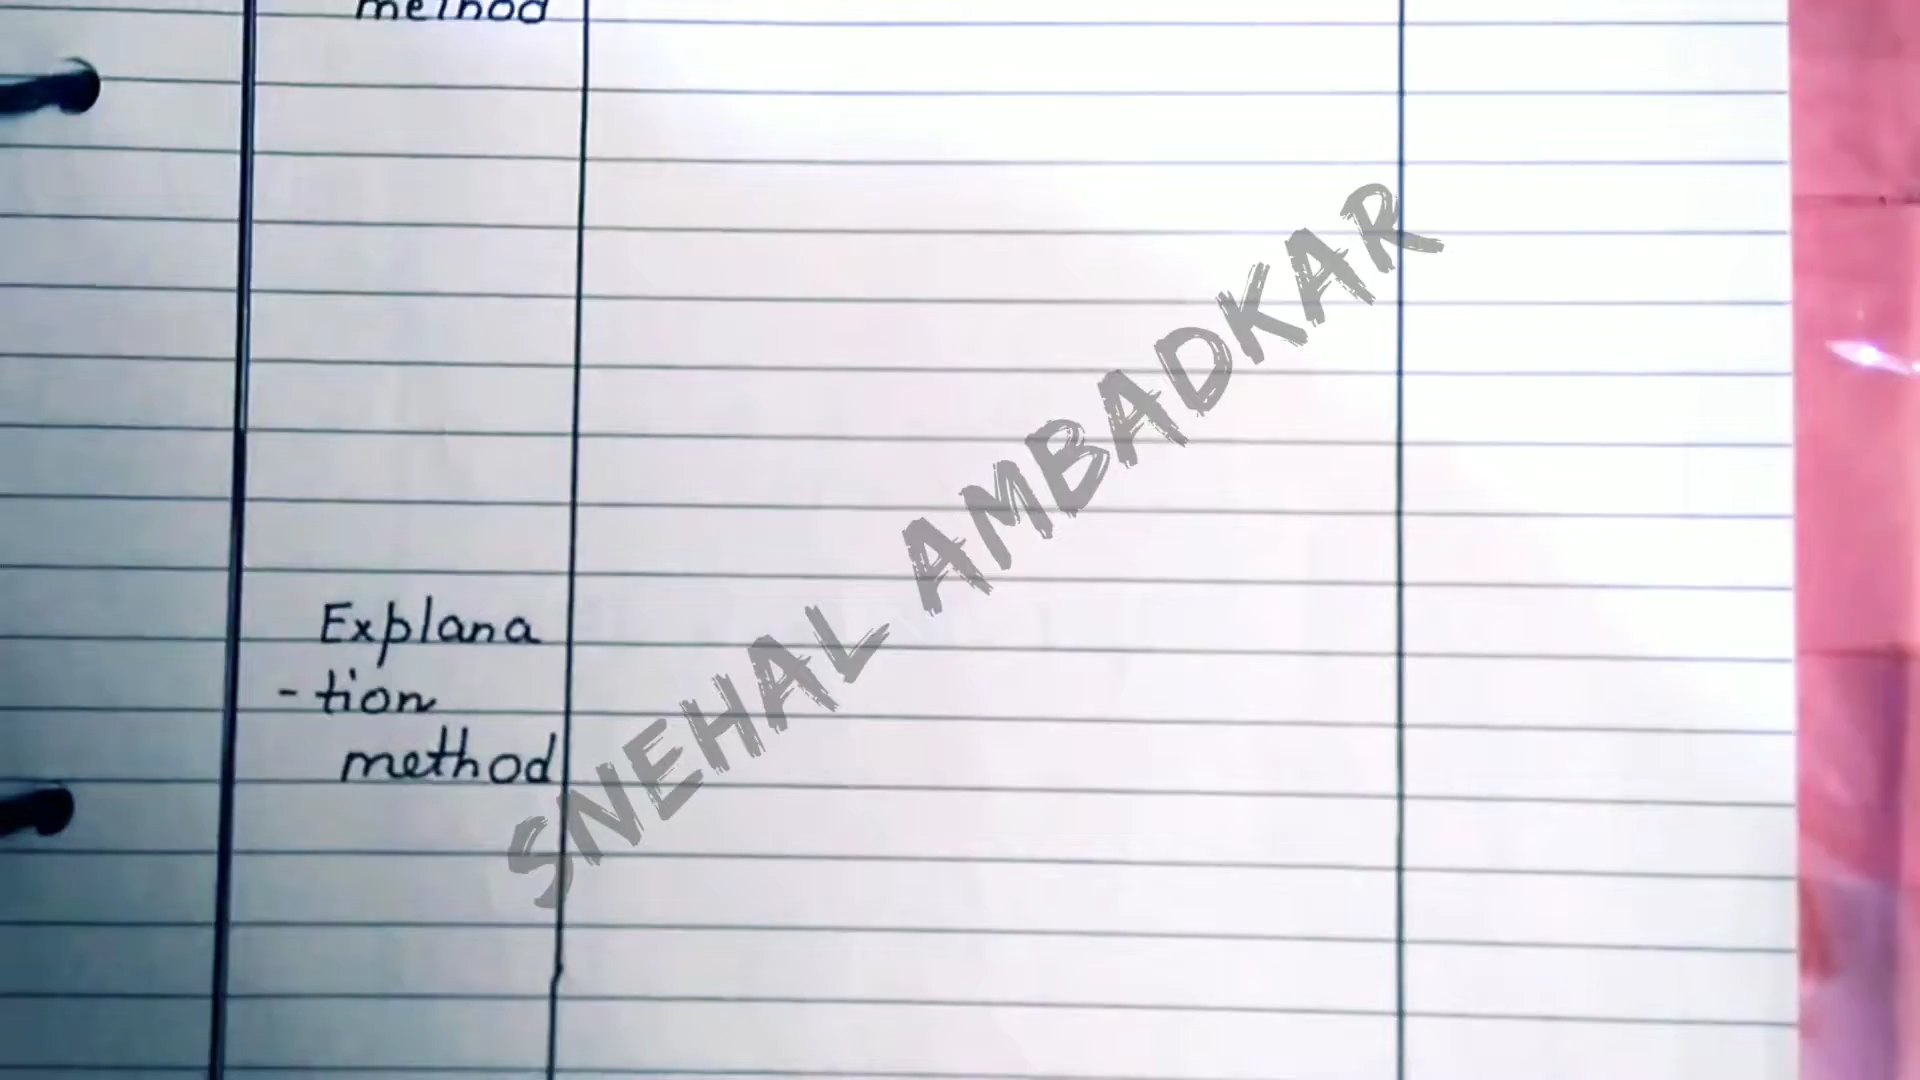 method
Explana
-tion
method
SNEHAL AMBADKAR